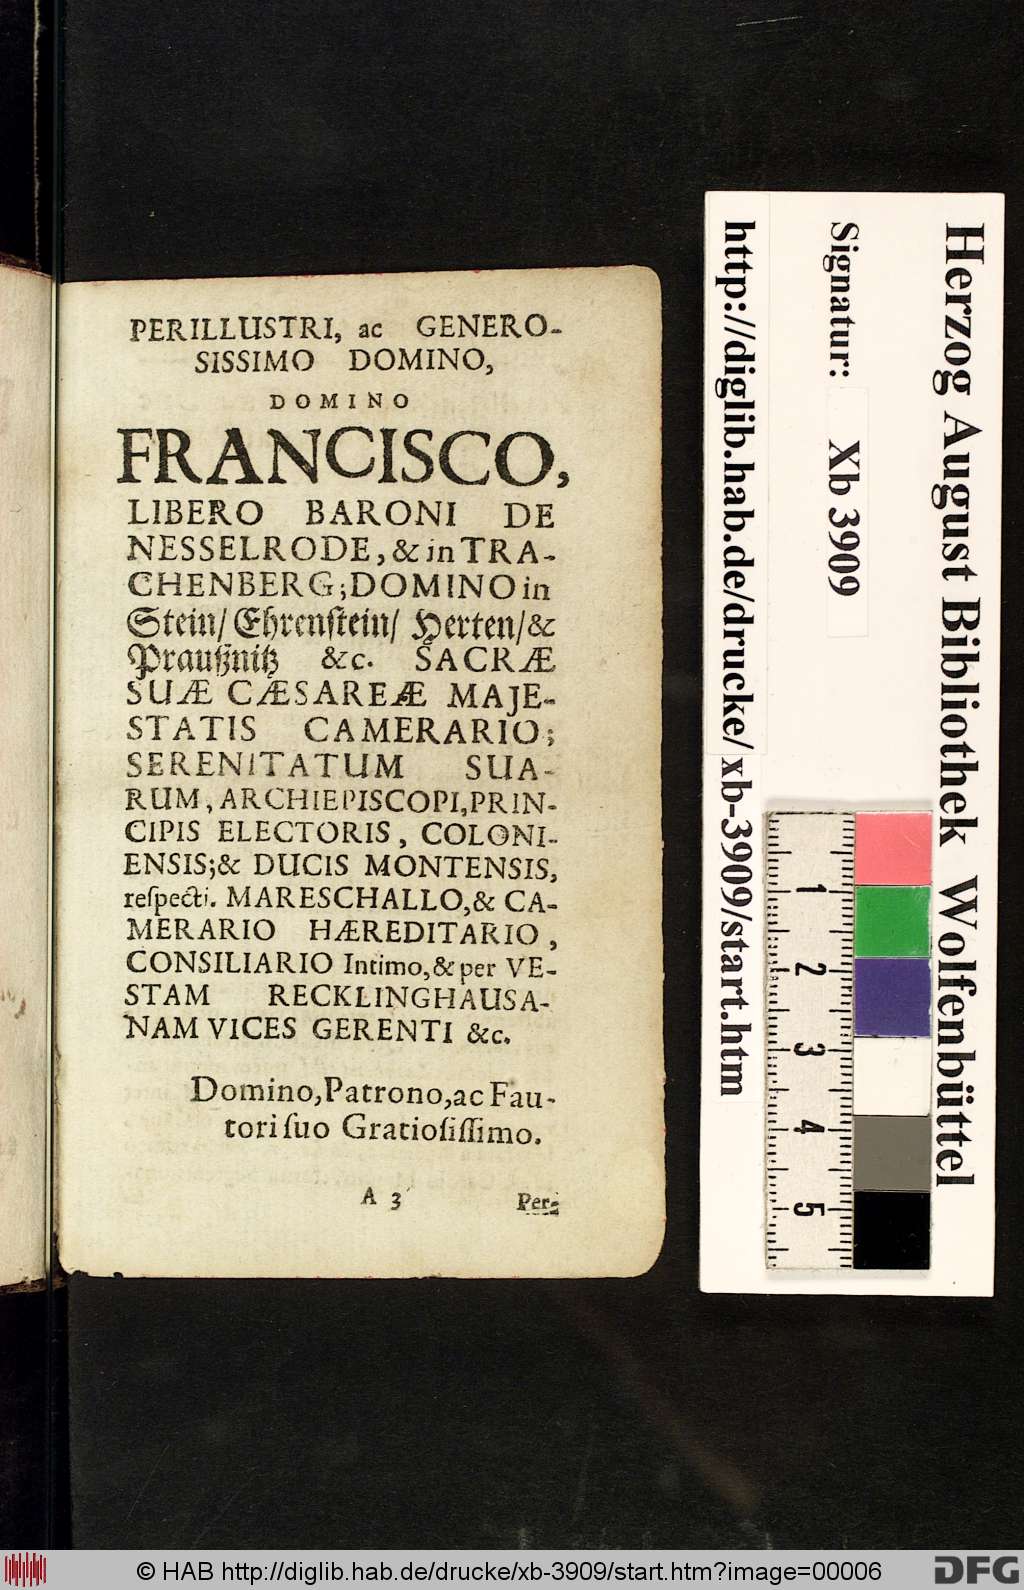 PERILLUSTRI, ac GENERO-
SISSIMO DOMINO,
DOMINO
FRANCISCO,
LIBERO BARONI DE
NESSELRODE, & in TRA-
CHENBERG; DOMINO in
Stein/ Ehrenſtein/ Herten/ &
Praußnitz &c. SACRÆ
SUÆ CÆSAREÆ MAJE-
STATIS CAMERARIO;
SERENITATUM SUA-
RUM, ARCHIEPISCOPI, PRIN-
CIPIS ELECTORIS, COLONI-
ENSIS; & DUCIS MONTENSIS,
reſpecti. MARESCHALLO, & CA-
MERARIO HÆREDITARIO,
CONSILIARIO Intimo, & per VE-
STAM RECKLINGHAUSA-
NAM VICES GERENTI &c.
Domino, Patrono, ac Fau-
tori ſuo Gratioſiſſimo.
A 3 Per-
Herzog August Bibliothek Wolfenbüttel
Signatur: Xb 3909
http://diglib.hab.de/drucke/ xb-3909/start.htm
1
2
3
4
5
© HAB http://diglib.hab.de/drucke/xb-3909/start.htm?image=00006
DFG